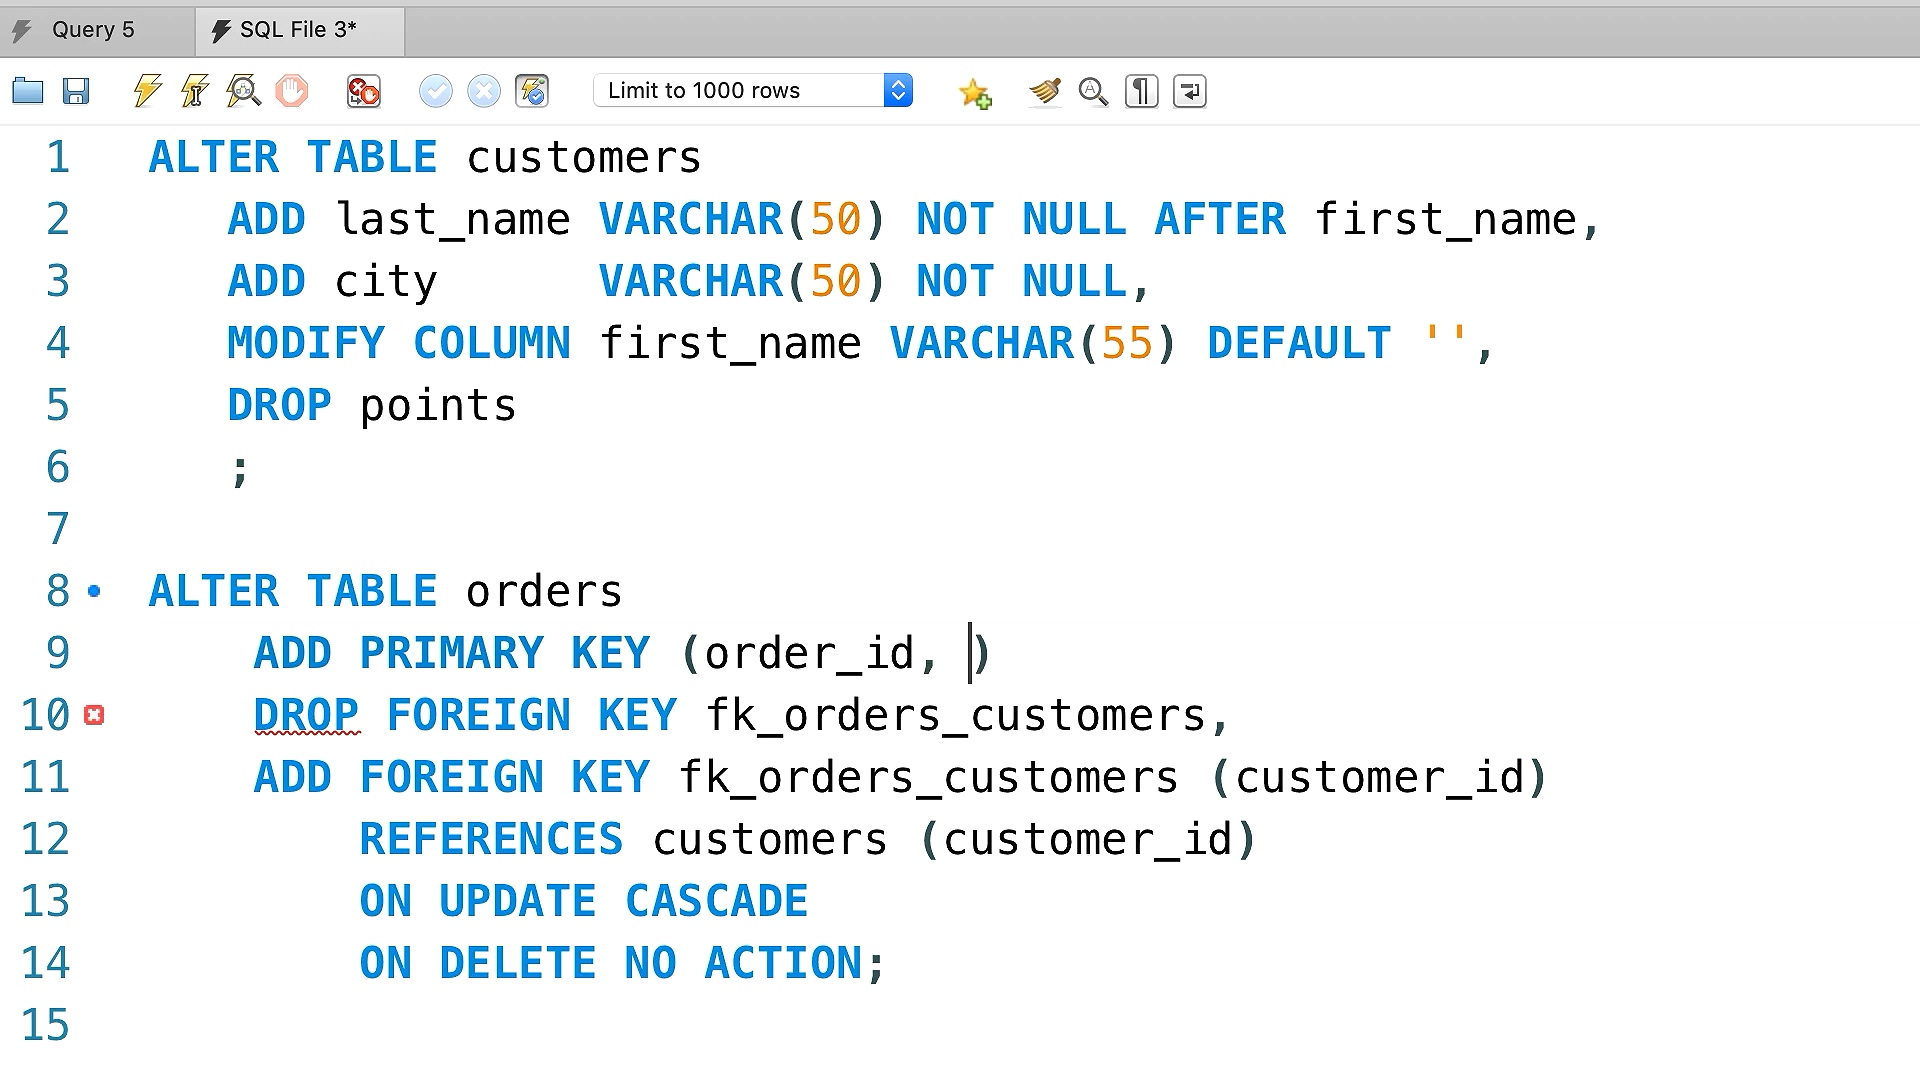 Query 5
SQL File 3*
Limit to 1000 rows
1 ALTER TABLE customers
2 ADD last_name VARCHAR(50) NOT NULL AFTER first_name,
3 ADD city VARCHAR(50) NOT NULL,
4 MODIFY COLUMN first_name VARCHAR(55) DEFAULT '',
5 DROP points
6 ;
7
8 ALTER TABLE orders
9 ADD PRIMARY KEY (order_id, )
10 DROP FOREIGN KEY fk_orders_customers,
11 ADD FOREIGN KEY fk_orders_customers (customer_id)
12 REFERENCES customers (customer_id)
13 ON UPDATE CASCADE
14 ON DELETE NO ACTION;
15